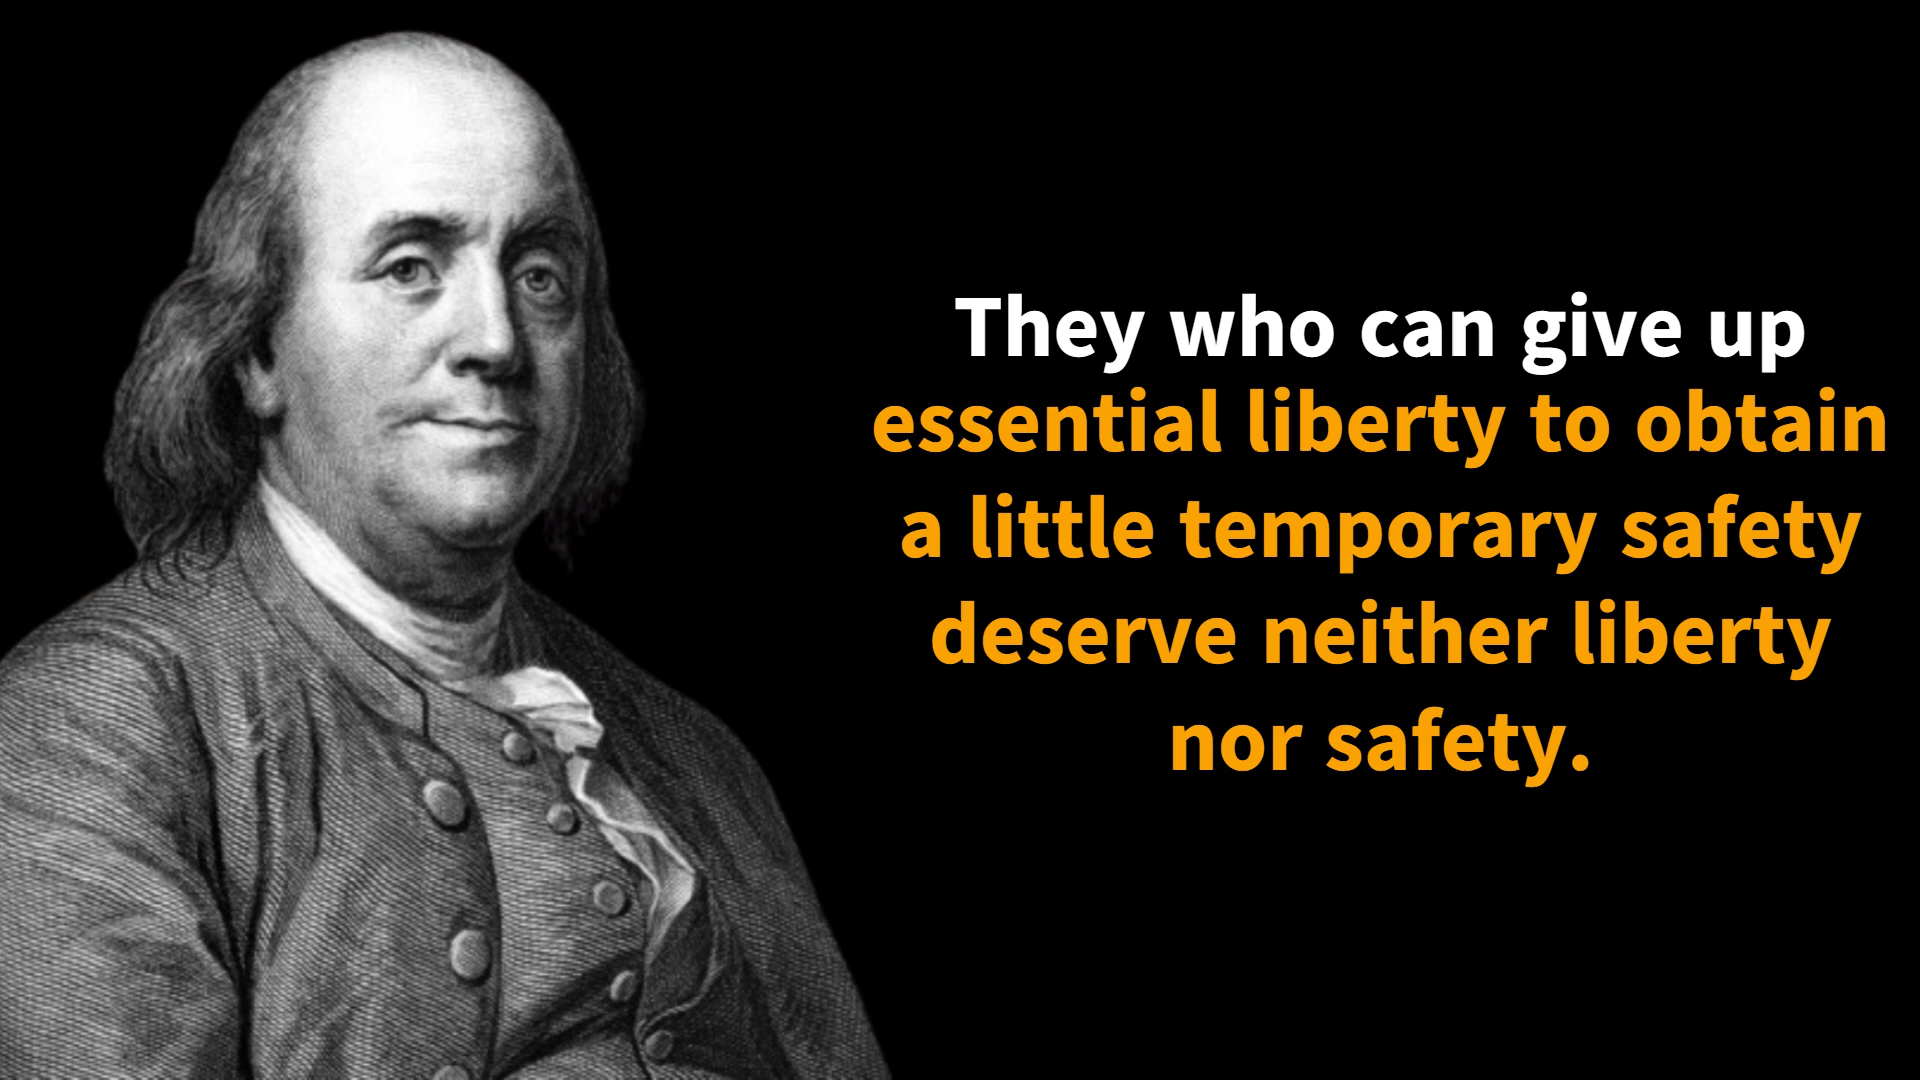 They who can give up
essential liberty to obtain
a little temporary safety
deserve neither liberty
nor safety.